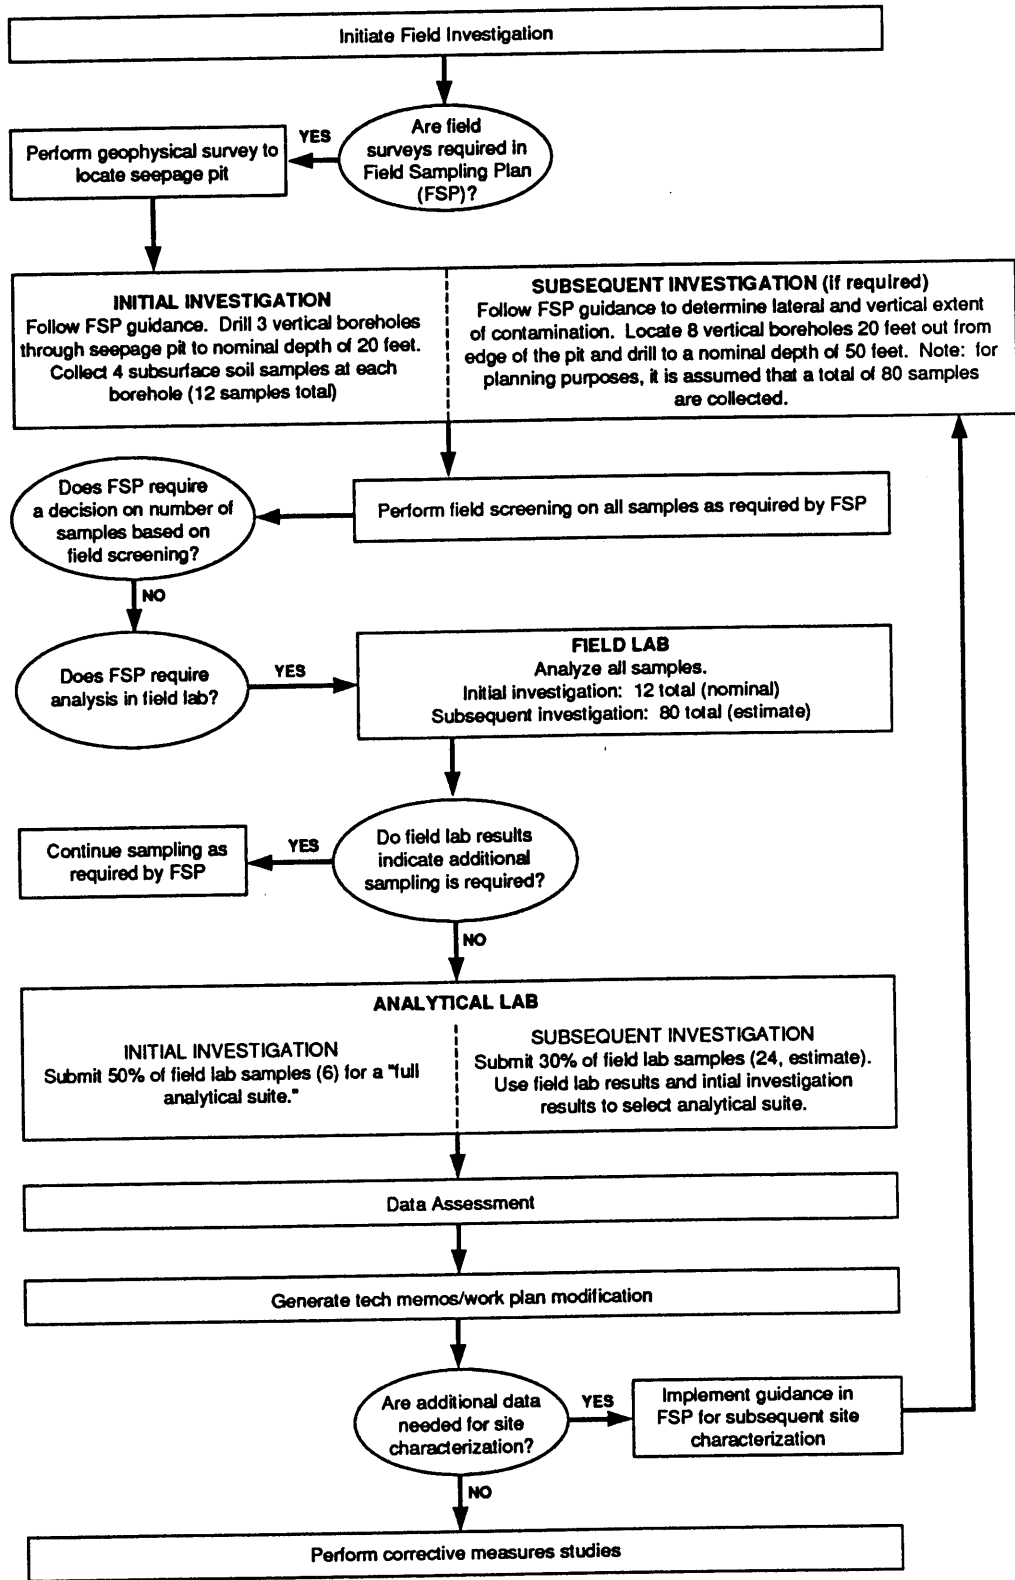 Initiate Field Investigation
Are field
surveys required in
Field Sampling Plan
(FSP)?
YES
Perform geophysical survey to
locate seepage pit
INITIAL INVESTIGATION
Follow FSP guidance. Drill 3 vertical boreholes
through seepage pit to nominal depth of 20 feet.
Collect 4 subsurface soil samples at each
borehole (12 samples total)
SUBSEQUENT INVESTIGATION (if required)
Follow FSP guidance to determine lateral and vertical extent
of contamination. Locate 8 vertical boreholes 20 feet out from
edge of the pit and drill to a nominal depth of 50 feet. Note: for
planning purposes, it is assumed that a total of 80 samples
are collected.
Perform field screening on all samples as required by FSP
Does FSP require
a decision on number of
samples based on
field screening?
NO
Does FSP require
analysis in field lab?
YES
FIELD LAB
Analyze all samples.
Initial investigation: 12 total (nominal)
Subsequent investigation: 80 total (estimate)
Do field lab results
indicate additional
sampling is required?
YES
Continue sampling as
required by FSP
NO
ANALYTICAL LAB
INITIAL INVESTIGATION
Submit 50% of field lab samples (6) for a "full
analytical suite."
SUBSEQUENT INVESTIGATION
Submit 30% of field lab samples (24, estimate).
Use field lab results and intial investigation
results to select analytical suite.
Data Assessment
Generate tech memos/work plan modification
Are additional data
needed for site
characterization?
YES
Implement guidance in
FSP for subsequent site
characterization
NO
Perform corrective measures studies